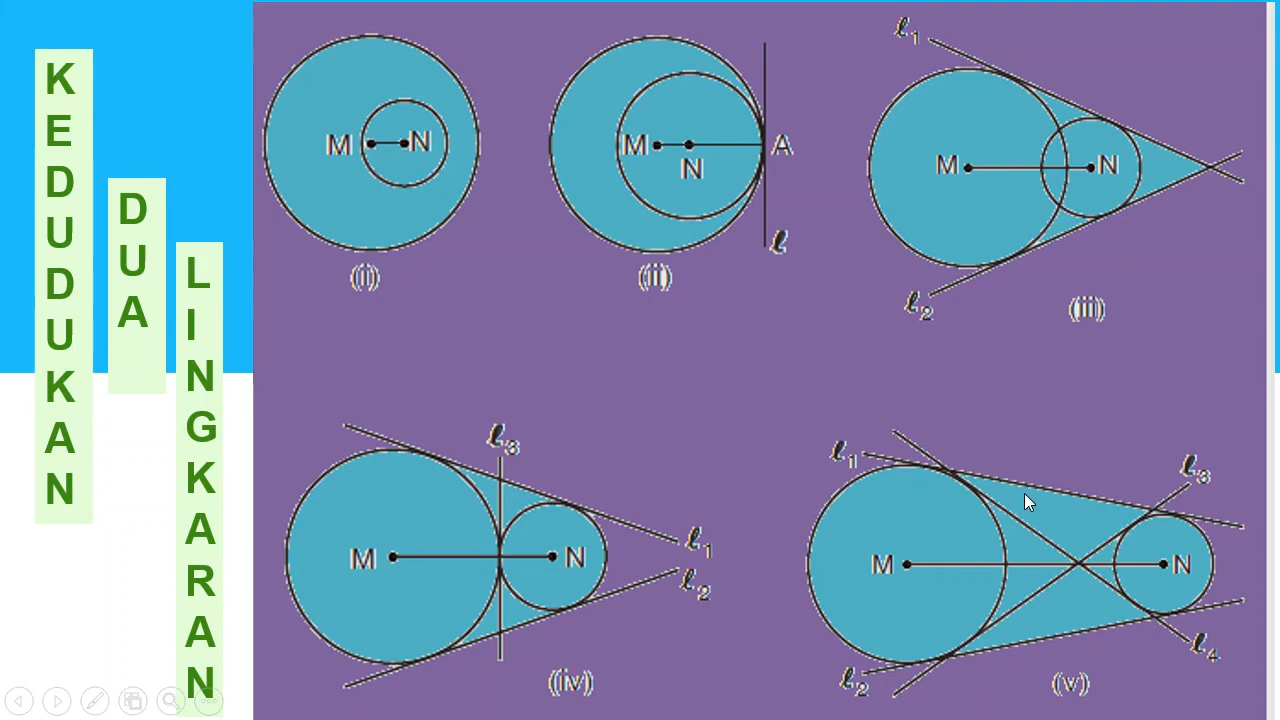 KEDUDUKAN
DUA
LINGKARAN
M N
(i)
M N A
ℓ
(ii)
ℓ1
M N
ℓ2
(iii)
ℓ3
M N
ℓ1
ℓ2
(iv)
ℓ1
ℓ3
M N
ℓ2
ℓ4
(v)